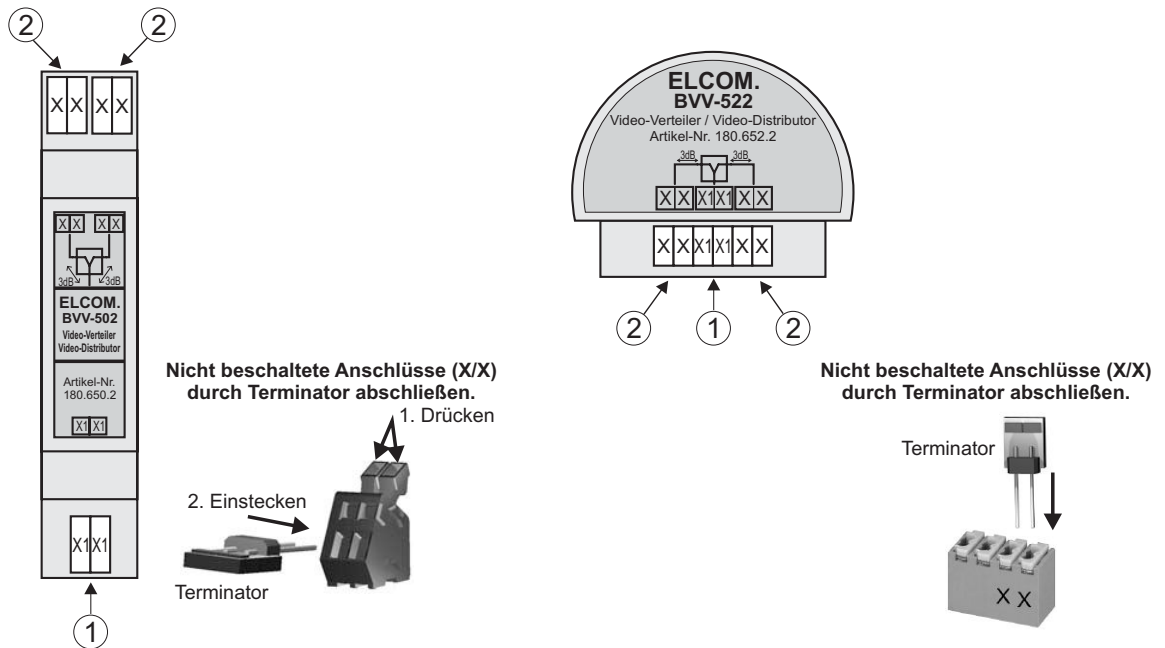 2 2
X X X X
X X X X
3dB 3dB
ELCOM.
BVV-502
Video-Verteiler
Video-Distributor
Artikel-Nr.
180.650.2
X1 X1
X1 X1
1
Nicht beschaltete Anschlüsse (X/X)
durch Terminator abschließen.
1. Drücken
2. Einstecken
Terminator
ELCOM.
BVV-522
Video-Verteiler / Video-Distributor
Artikel-Nr. 180.652.2
3dB 3dB
X X X1 X1 X X
X X X1 X1 X X
2 1 2
Nicht beschaltete Anschlüsse (X/X)
durch Terminator abschließen.
Terminator
X X